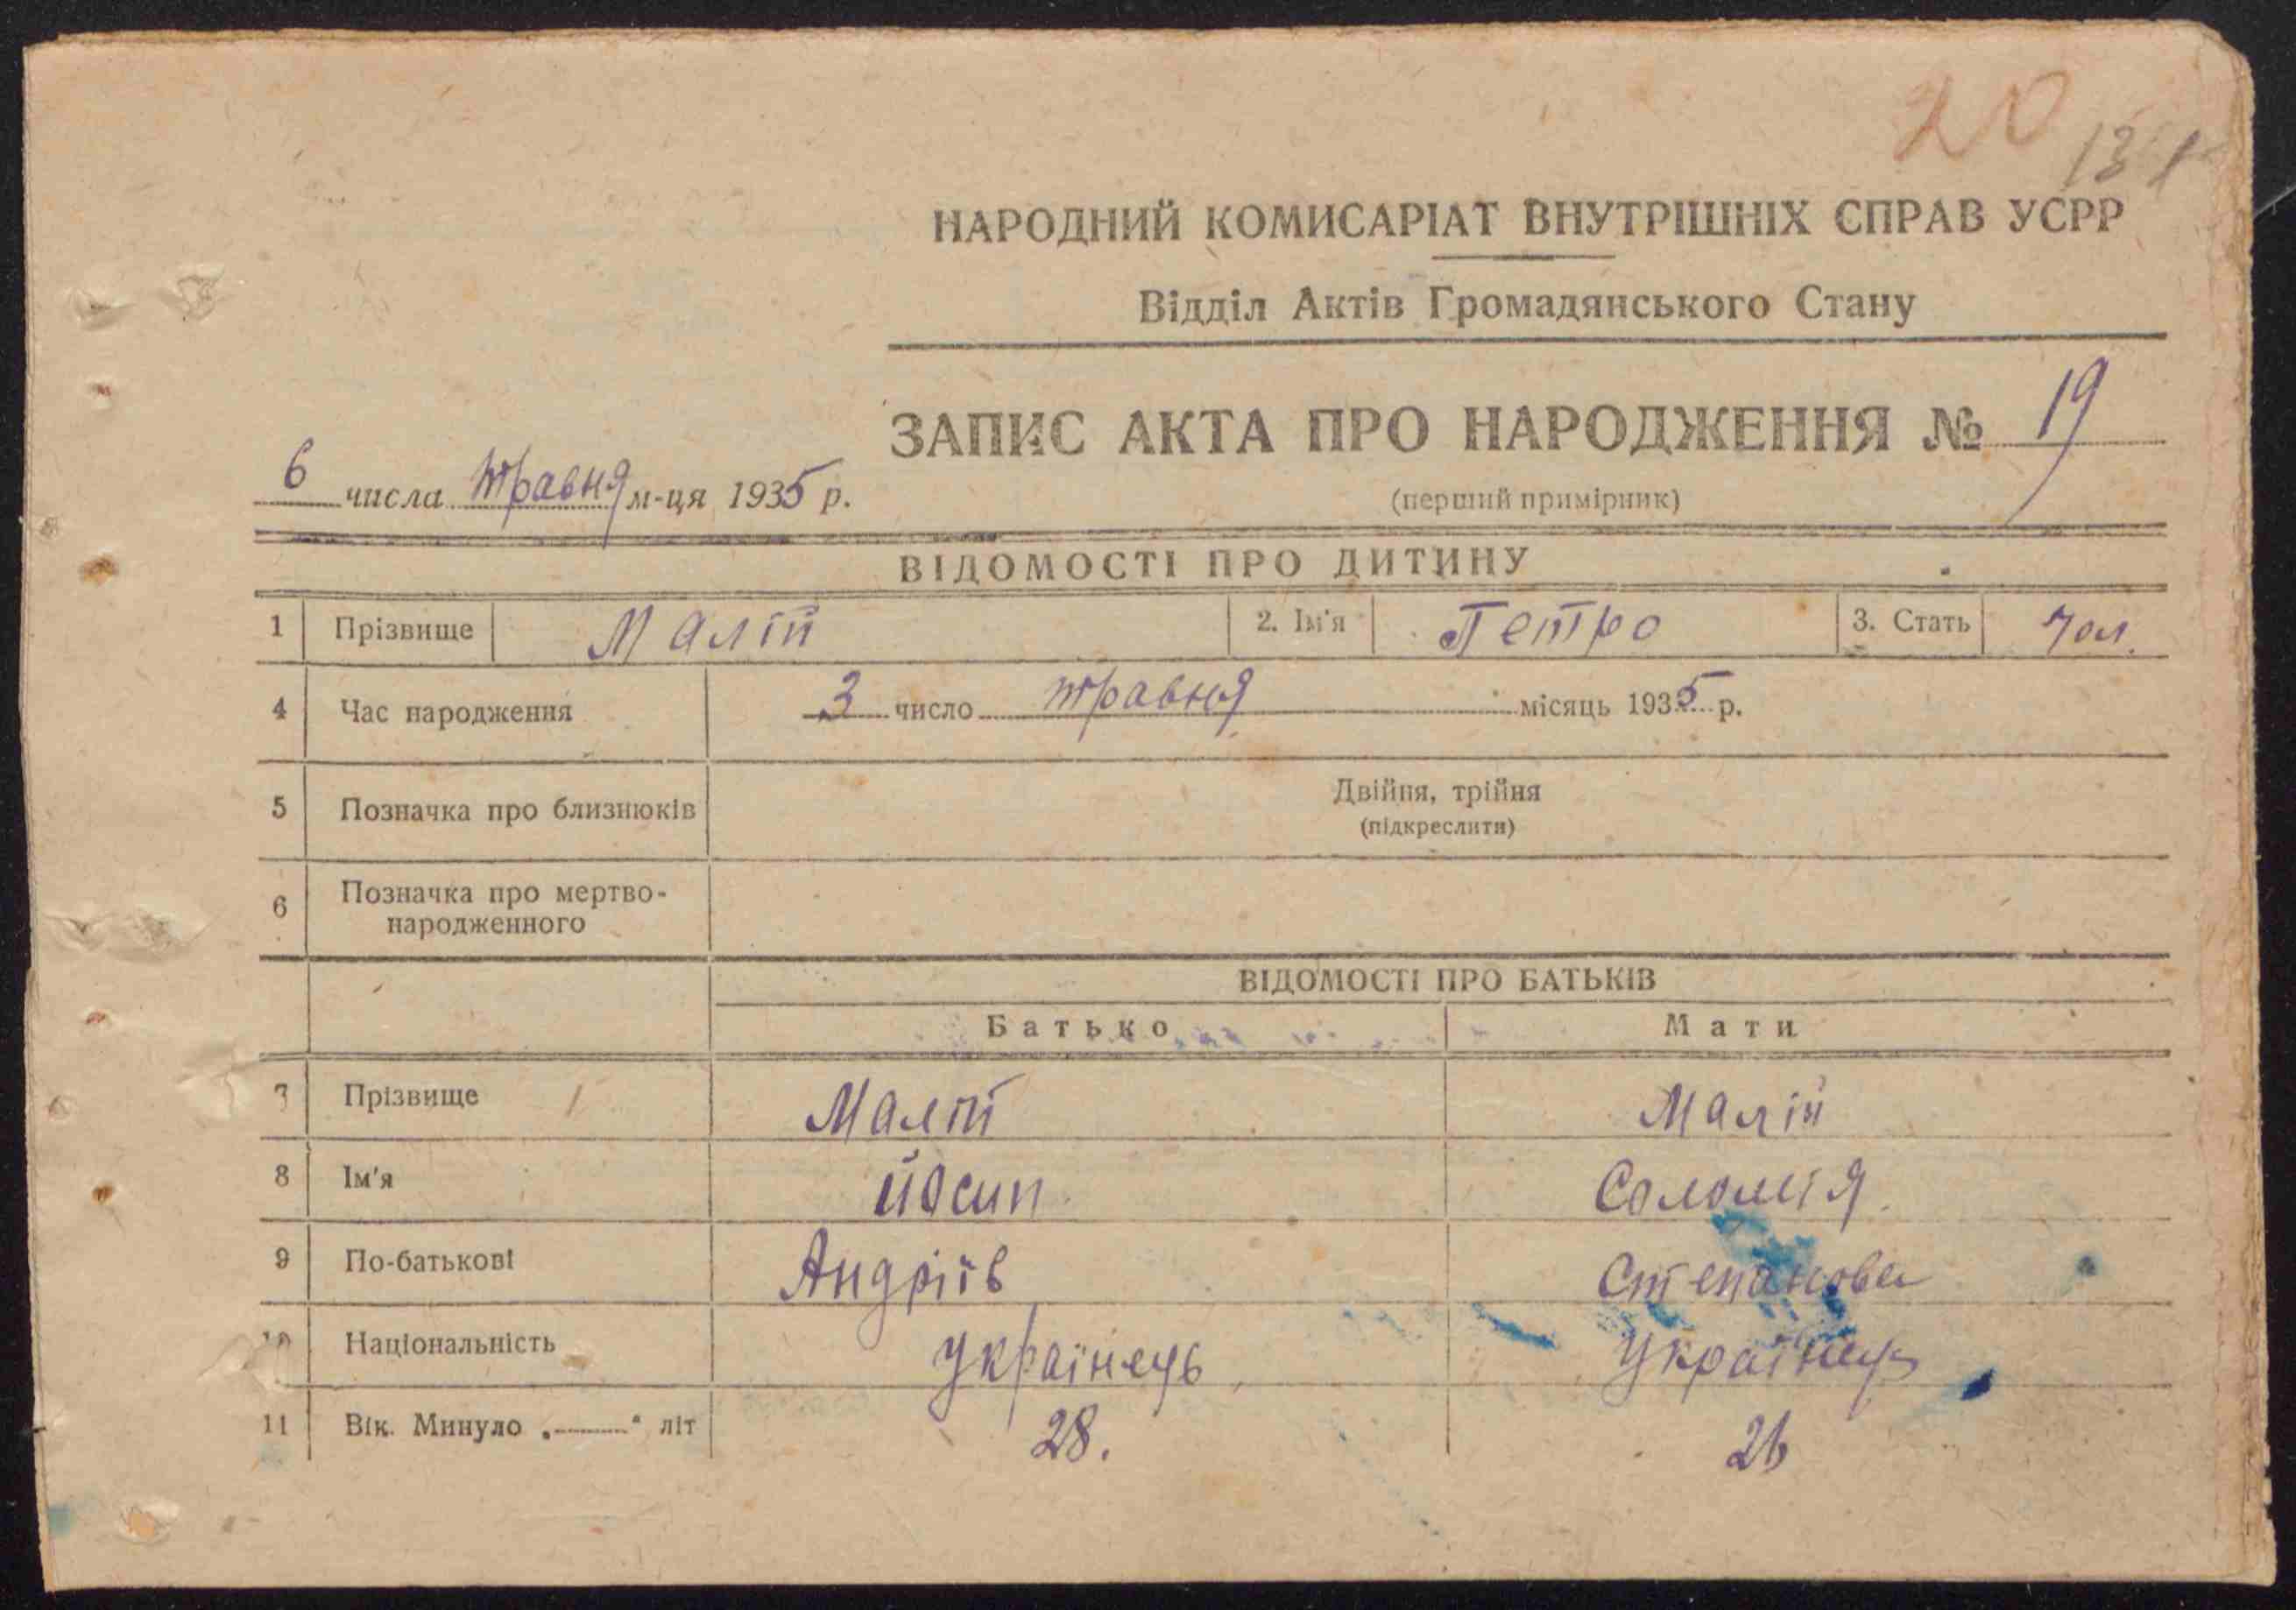 20
131
НАРОДНИЙ КОМИСАРІАТ ВНУТРІШНІХ СПРАВ УСРР
Відділ Актів Громадянського Стану
ЗАПИС АКТА ПРО НАРОДЖЕННЯ № 19
6 числа травня м-ця 1935 р.
(перший примірник)
ВІДОМОСТІ ПРО ДИТИНУ
1 Прізвище Малій 2. Ім'я Петро 3. Стать чол.
4 Час народження 3 число травня місяць 1935 р.
5 Позначка про близнюків Двійня, трійня
(підкреслити)
6 Позначка про мертво-
народженного
ВІДОМОСТІ ПРО БАТЬКІВ
Батько Мати
7 Прізвище Малій Малій
8 Ім'я Йосип Соломія
9 По-батькові Андріїв Степанова
10 Національність Українець Українець
11 Вік. Минуло „ “ літ 28. 26